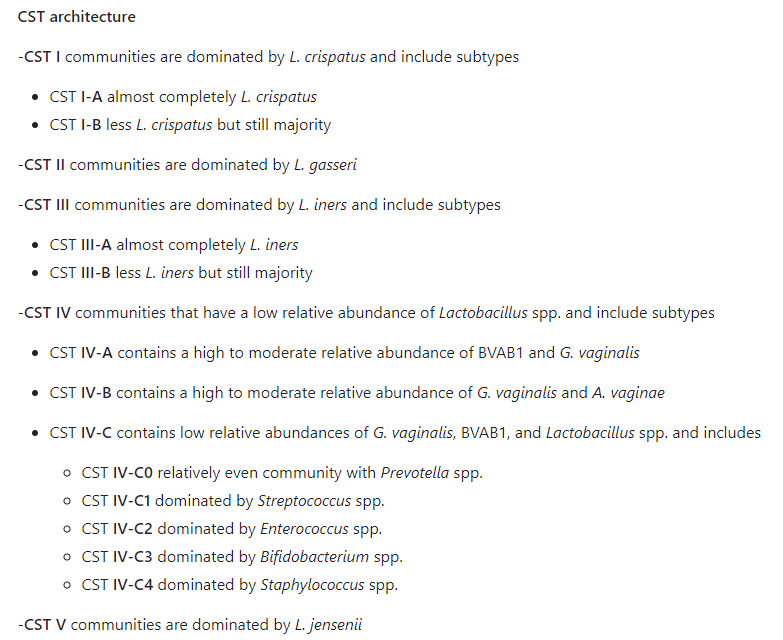 CST architecture
-CST I communities are dominated by L. crispatus and include subtypes
• CST I-A almost completely L. crispatus
• CST I-B less L. crispatus but still majority
-CST II communities are dominated by L. gasseri
-CST III communities are dominated by L. iners and include subtypes
• CST III-A almost completely L. iners
• CST III-B less L. iners but still majority
-CST IV communities that have a low relative abundance of Lactobacillus spp. and include subtypes
• CST IV-A contains a high to moderate relative abundance of BVAB1 and G. vaginalis
• CST IV-B contains a high to moderate relative abundance of G. vaginalis and A. vaginae
• CST IV-C contains low relative abundances of G. vaginalis, BVAB1, and Lactobacillus spp. and includes
○ CST IV-C0 relatively even community with Prevotella spp.
○ CST IV-C1 dominated by Streptococcus spp.
○ CST IV-C2 dominated by Enterococcus spp.
○ CST IV-C3 dominated by Bifidobacterium spp.
○ CST IV-C4 dominated by Staphylococcus spp.
-CST V communities are dominated by L. jensenii